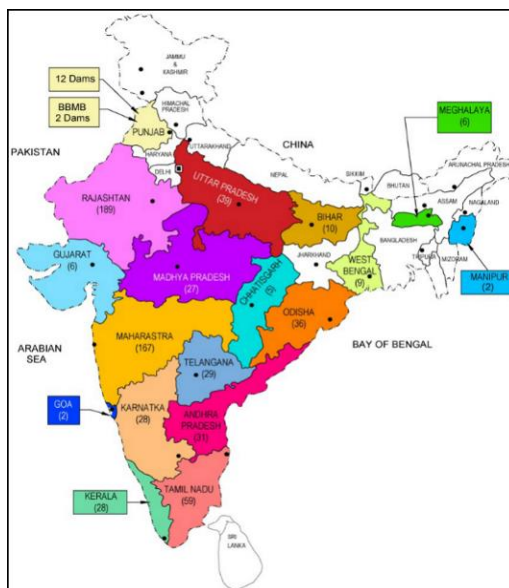 JAMMU
&
KASHMIR
12 Dams
BBMB
2 Dams
HIMACHAL
PRADESH
PUNJAB
UTTARAKHAND
CHINA
MEGHALAYA
(6)
PAKISTAN
HARYANA
DELHI
NEPAL
SIKKIM
BHUTAN
ARUNACHAL PRADESH
RAJASHTAN
(189)
UTTAR PRADESH
(39)
ASSAM
NAGALAND
BIHAR
(10)
BANGLADESH
GUJARAT
(6)
MADHYA PRADESH
(27)
JHARKHAND
WEST
BENGAL
(9)
TRIPURA
MIZORAM
MANIPUR
(2)
CHHATISGARH
(5)
ODISHA
(36)
MAHARASTRA
(167)
ARABIAN
SEA
BAY OF BENGAL
TELANGANA
(29)
GOA
(2)
KARNATKA
(28)
ANDHRA
PRADESH
(31)
KERALA
(28)
TAMIL NADU
(59)
SRI
LANKA